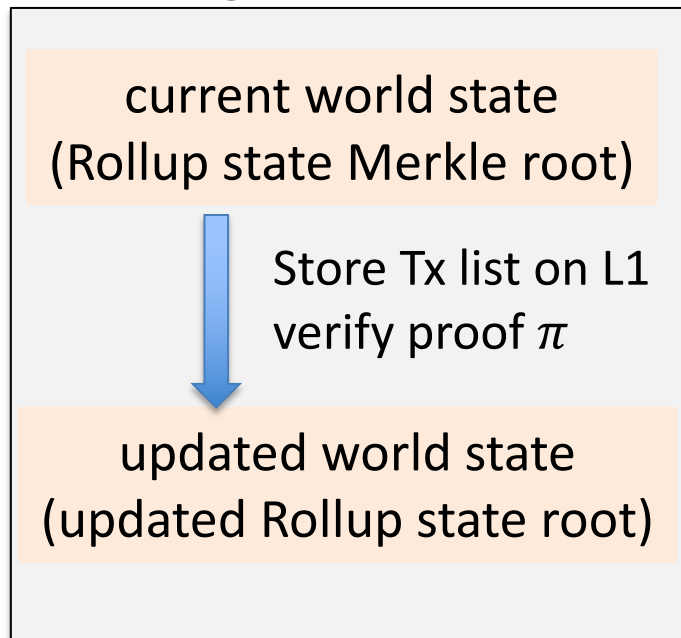 current world state
(Rollup state Merkle root)
Store Tx list on L1
verify proof π
updated world state
(updated Rollup state root)